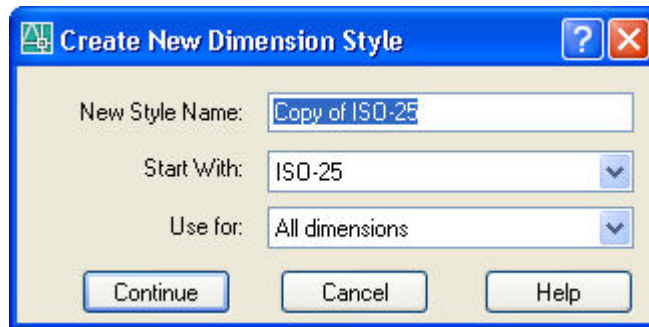 Create New Dimension Style ?
New Style Name: Copy of ISO-25
Start With: ISO-25
Use for: All dimensions
Continue Cancel Help